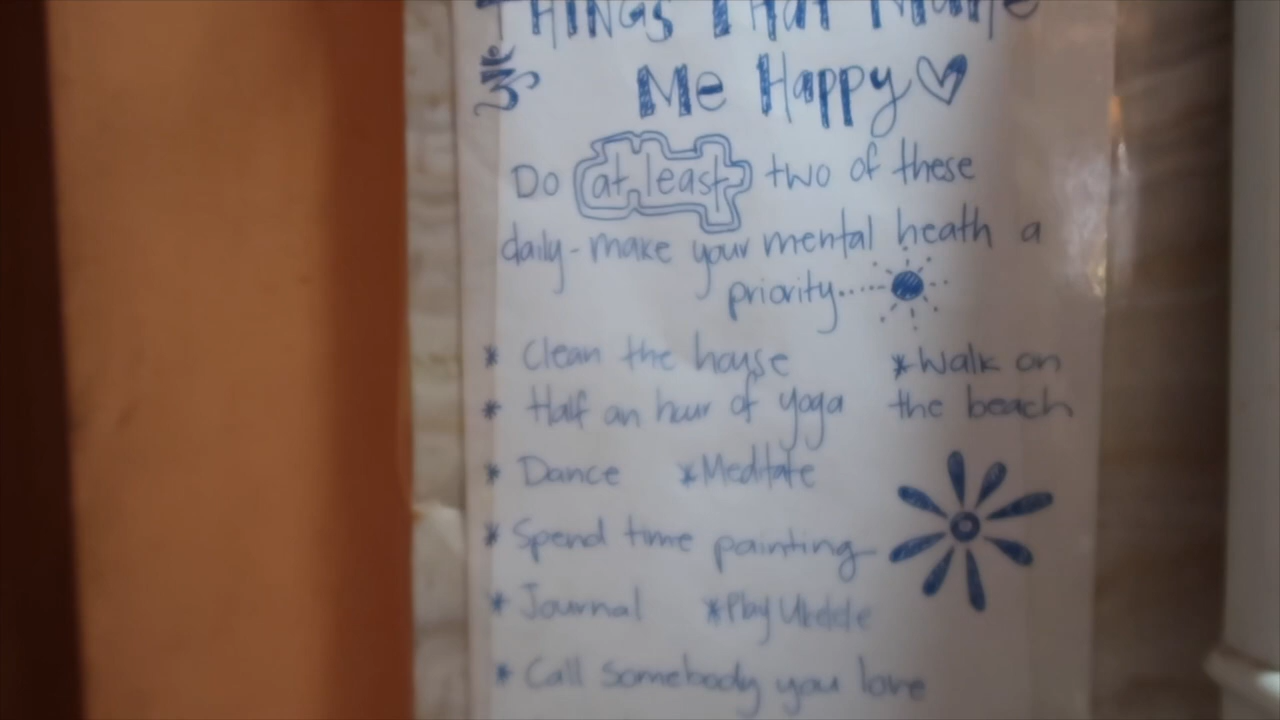 Things That Make
Me Happy
Do at least two of these
daily - make your mental heath a
priority.....
* Clean the house
* Walk on
the beach
* Half an hour of yoga
* Dance
* Meditate
* Spend time painting
* Journal
* Play
* Call somebody you love